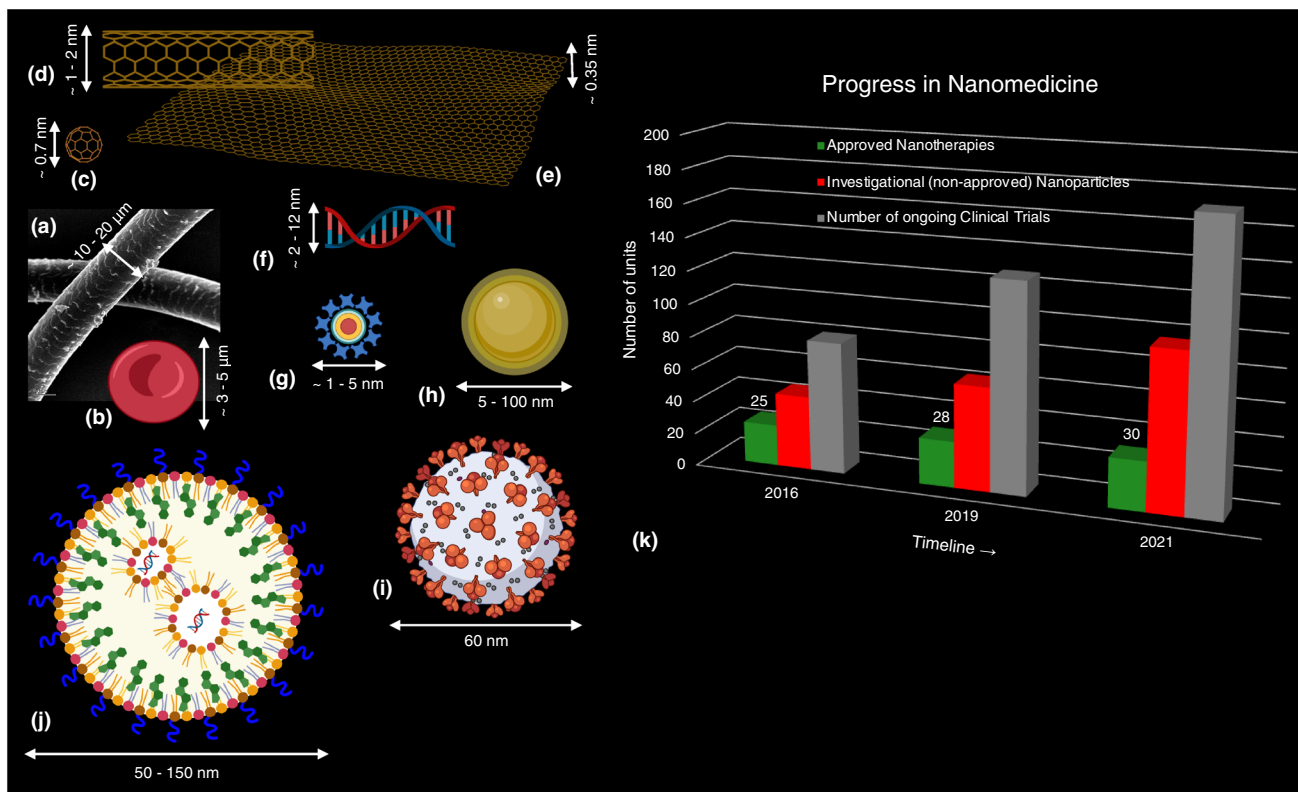 (d)
~ 1 - 2 nm
~ 0.35 nm
~ 0.7 nm
(c)
(e)
(a)
~ 10 - 20 µm
(b)
~ 3 - 5 µm
(f)
~ 2 - 12 nm
(g)
~ 1 - 5 nm
(h)
5 - 100 nm
(i)
60 nm
(j)
50 - 150 nm
Progress in Nanomedicine
Approved Nanotherapies
Investigational (non-approved) Nanoparticles
Number of ongoing Clinical Trials
Number of units
200
180
160
140
120
100
80
60
40
20
0
25
28
30
2016
2019
2021
Timeline →
(k)